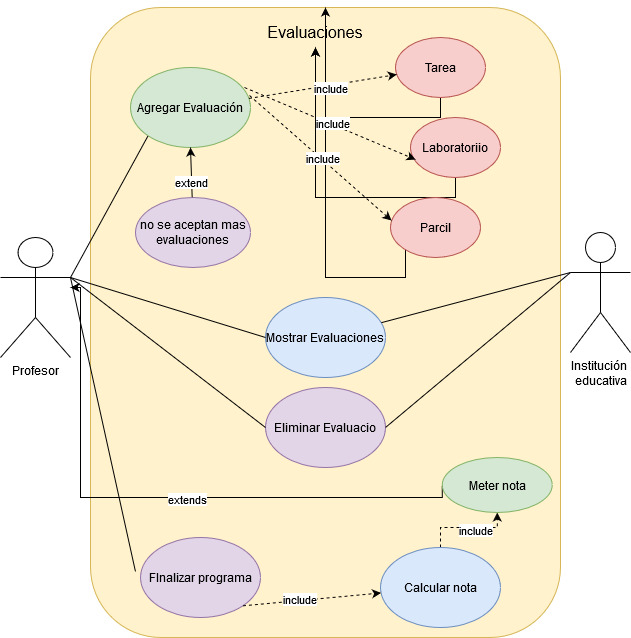 Evaluaciones
Tarea
include
Agregar Evaluación
include
Laboratoriio
include
extend
no se aceptan mas
evaluaciones
Parcil
Mostrar Evaluaciones
Profesor
Institución
educativa
Eliminar Evaluacio
Meter nota
extends
include
FInalizar programa
Calcular nota
include